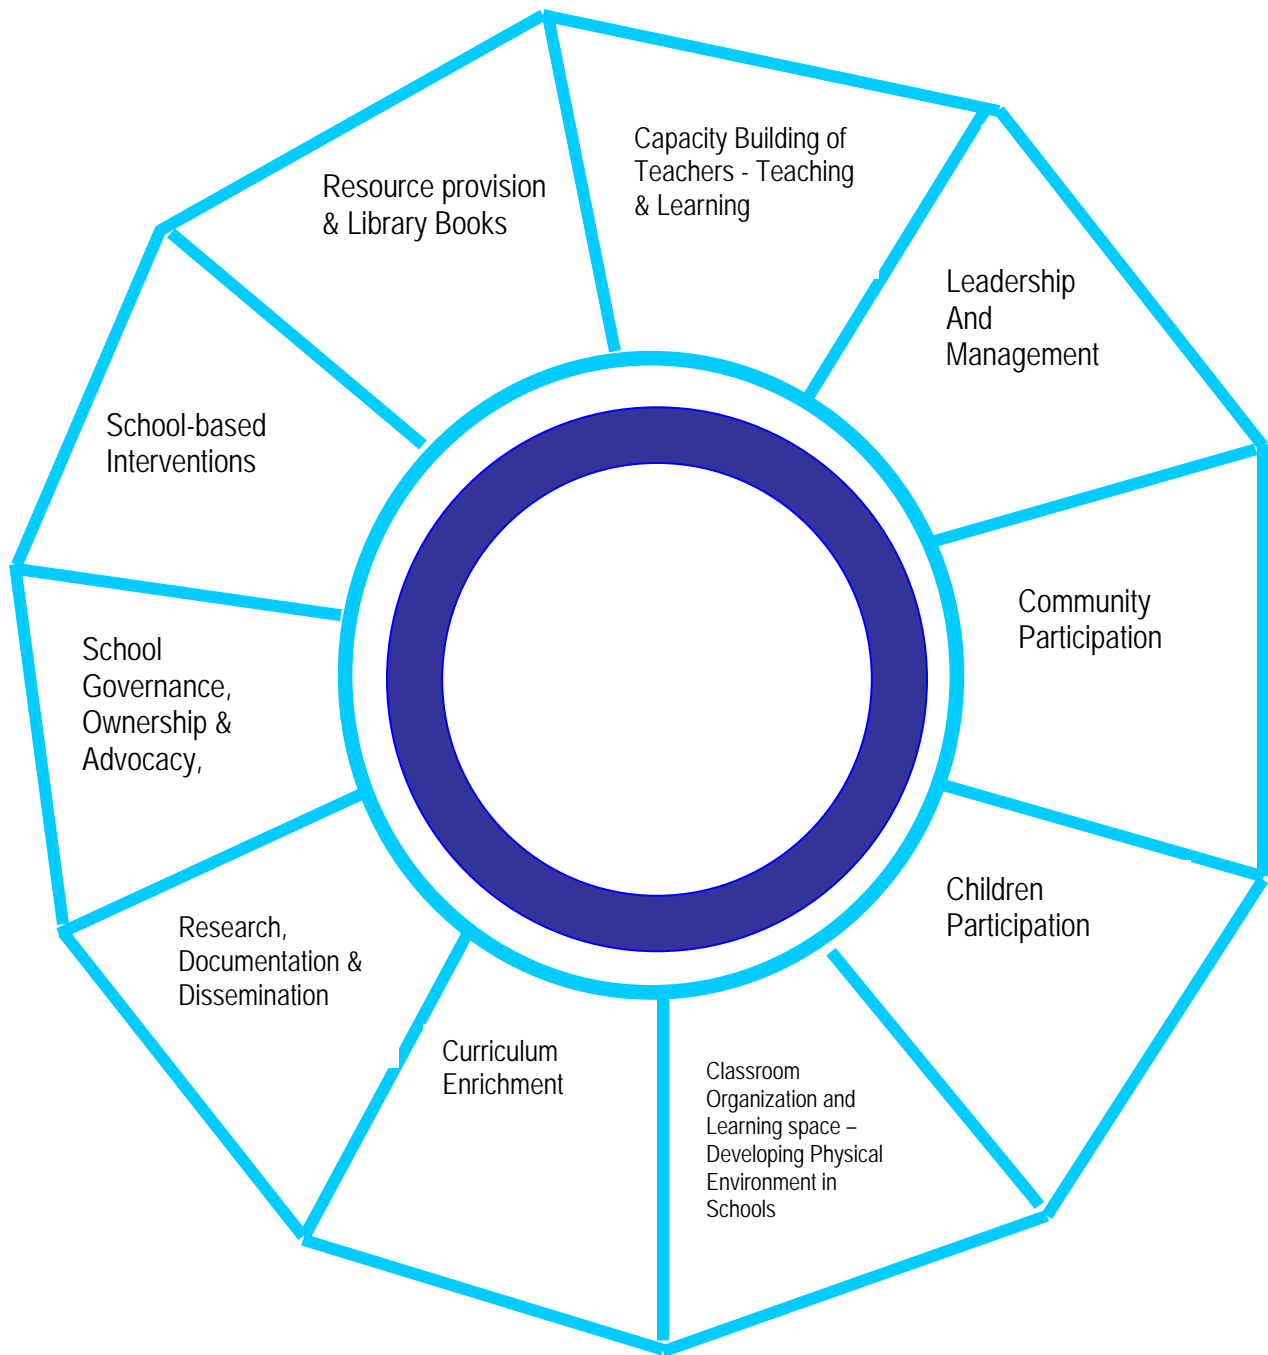 Capacity Building of
Teachers - Teaching
& Learning
Resource provision
& Library Books
Leadership
And
Management
School-based
Interventions
Community
Participation
School
Governance,
Ownership &
Advocacy,
Children
Participation
Research,
Documentation &
Dissemination
Curriculum
Enrichment
Classroom
Organization and
Learning space –
Developing Physical
Environment in
Schools